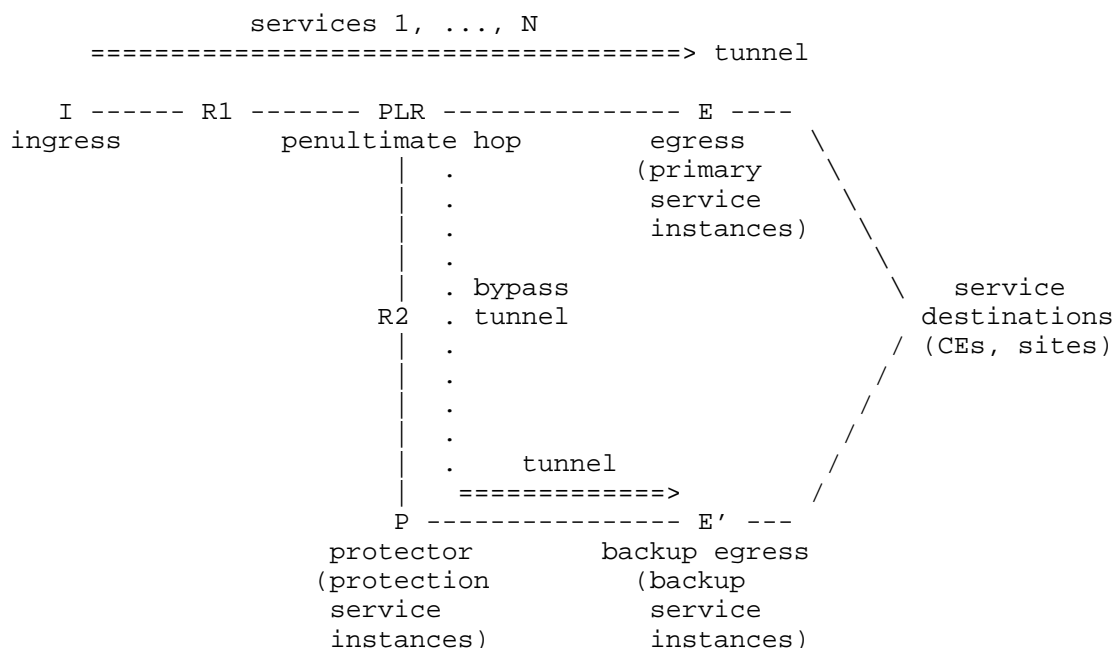 services 1, ..., N
=====================================> tunnel
I ------ R1 ------- PLR --------------- E ----
ingress penultimate hop egress \
| . (primary \
| . service \
| . instances) \
| . \
| . bypass \ service
R2 . tunnel destinations
| . / (CEs, sites)
| . /
| . /
| . /
| . tunnel /
| =============> /
P ---------------- E' ---
protector backup egress
(protection (backup
service service
instances) instances)